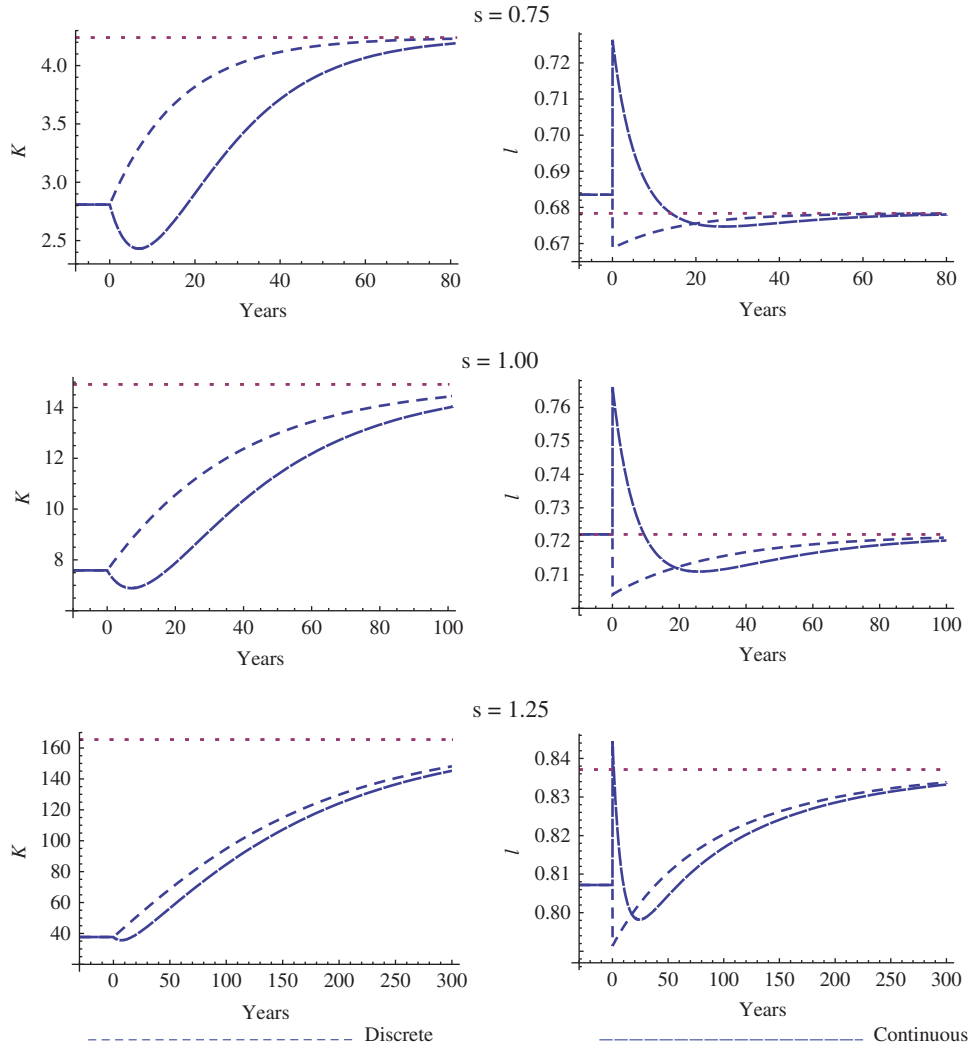 s = 0.75
4.0
3.5
3.0
2.5
K
0 20 40 60 80
Years
0.72
0.71
0.70
0.69
0.68
0.67
l
0 20 40 60 80
Years
s = 1.00
14
12
10
8
K
0 20 40 60 80 100
Years
0.76
0.75
0.74
0.73
0.72
0.71
l
0 20 40 60 80 100
Years
s = 1.25
160
140
120
100
80
60
40
K
0 50 100 150 200 250 300
Years
0.84
0.83
0.82
0.81
0.80
l
0 50 100 150 200 250 300
Years
Discrete
Continuous